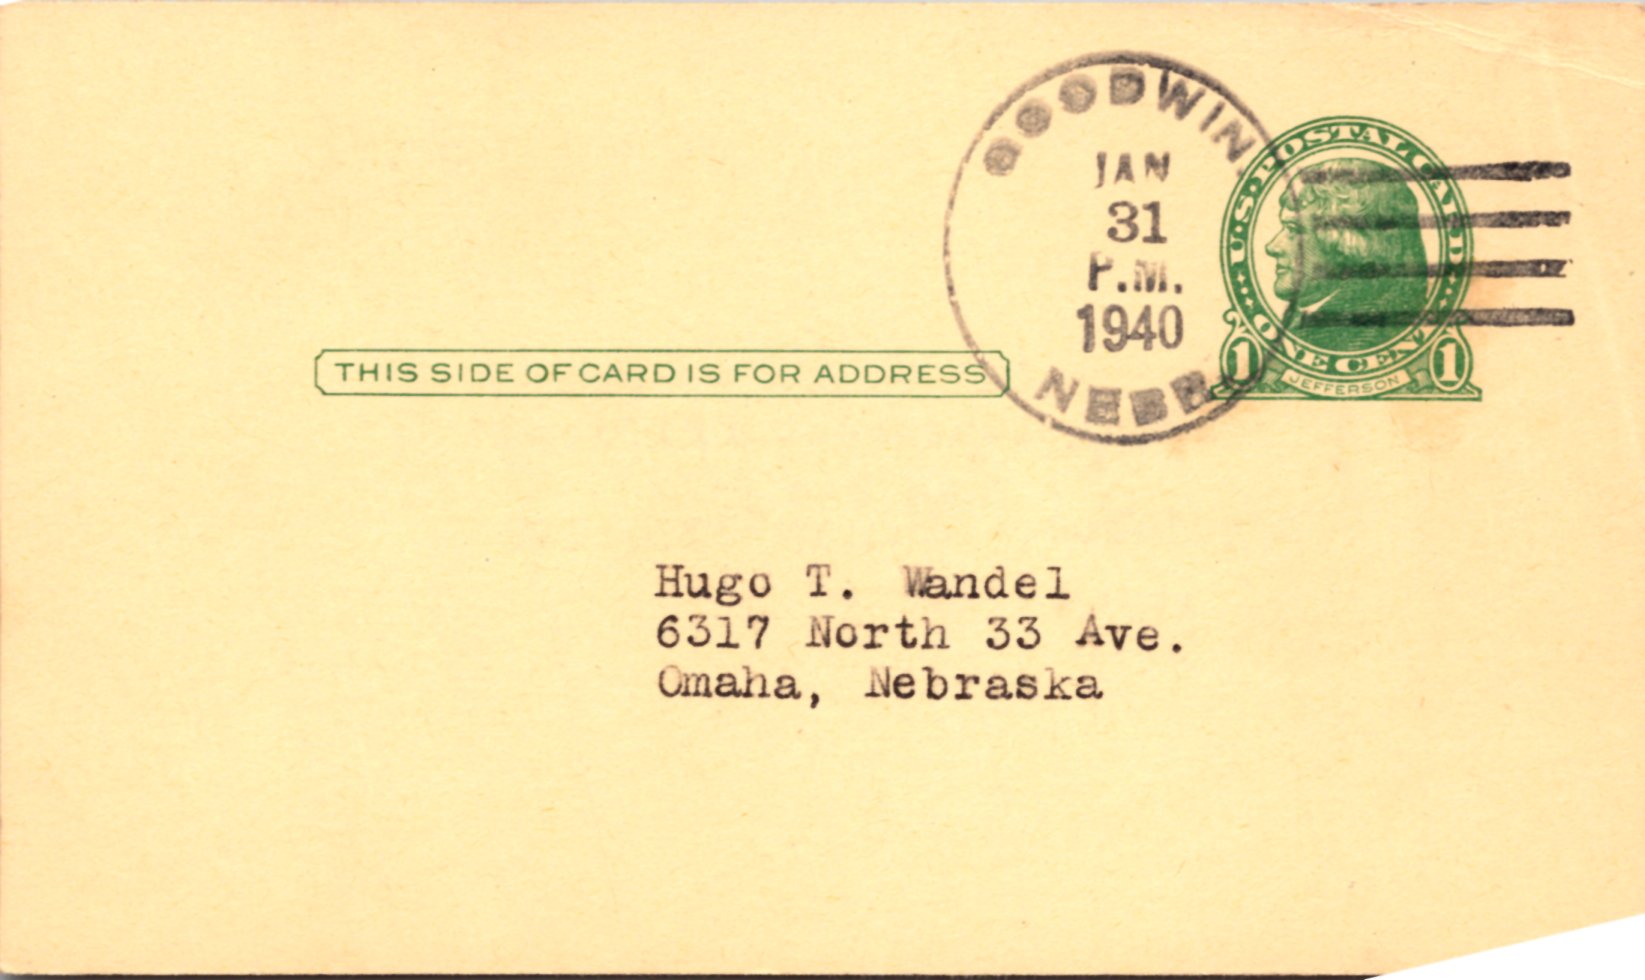 GOODWIN,
JAN
31
P.M.
1940
NEBR.
U.S. POSTAL CARD
ONE CENT
1 JEFFERSON 1
THIS SIDE OF CARD IS FOR ADDRESS
Hugo T. Wandel
6317 North 33 Ave.
Omaha, Nebraska